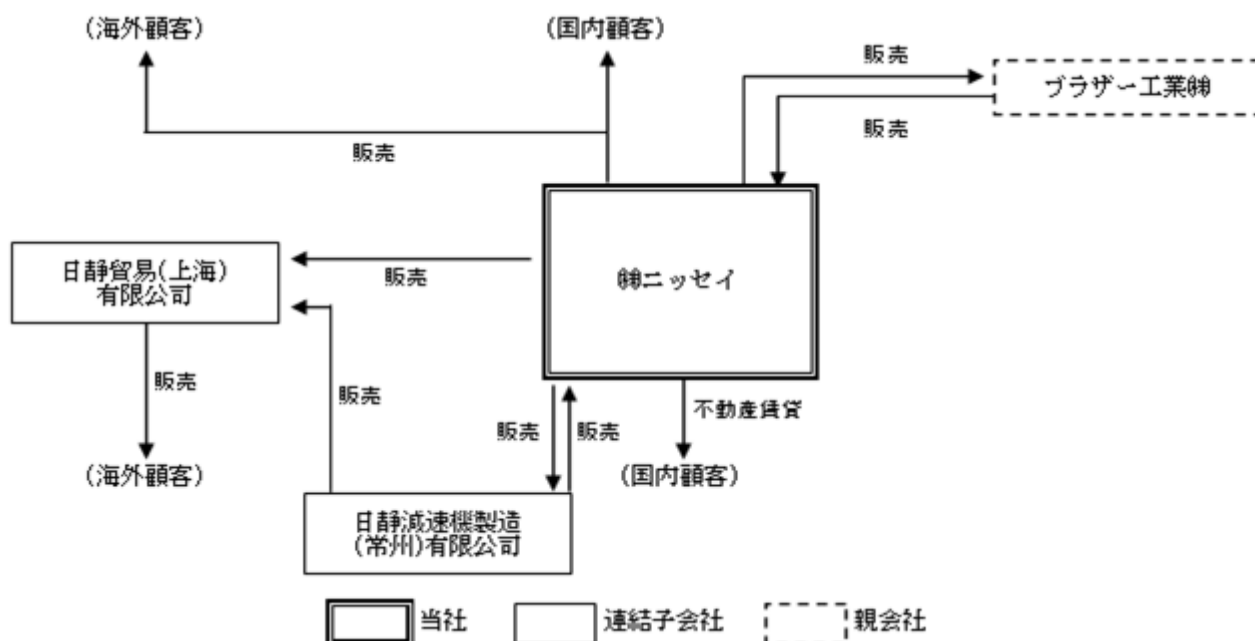 (海外顧客)
(国内顧客)
販売
ブラザー工業㈱
販売
販売
㈱ニッセイ
日静貿易(上海)
有限公司
販売
販売
販売
販売
販売
不動産賃貸
(海外顧客)
(国内顧客)
日静減速機製造
(常州)有限公司
当社
連結子会社
親会社